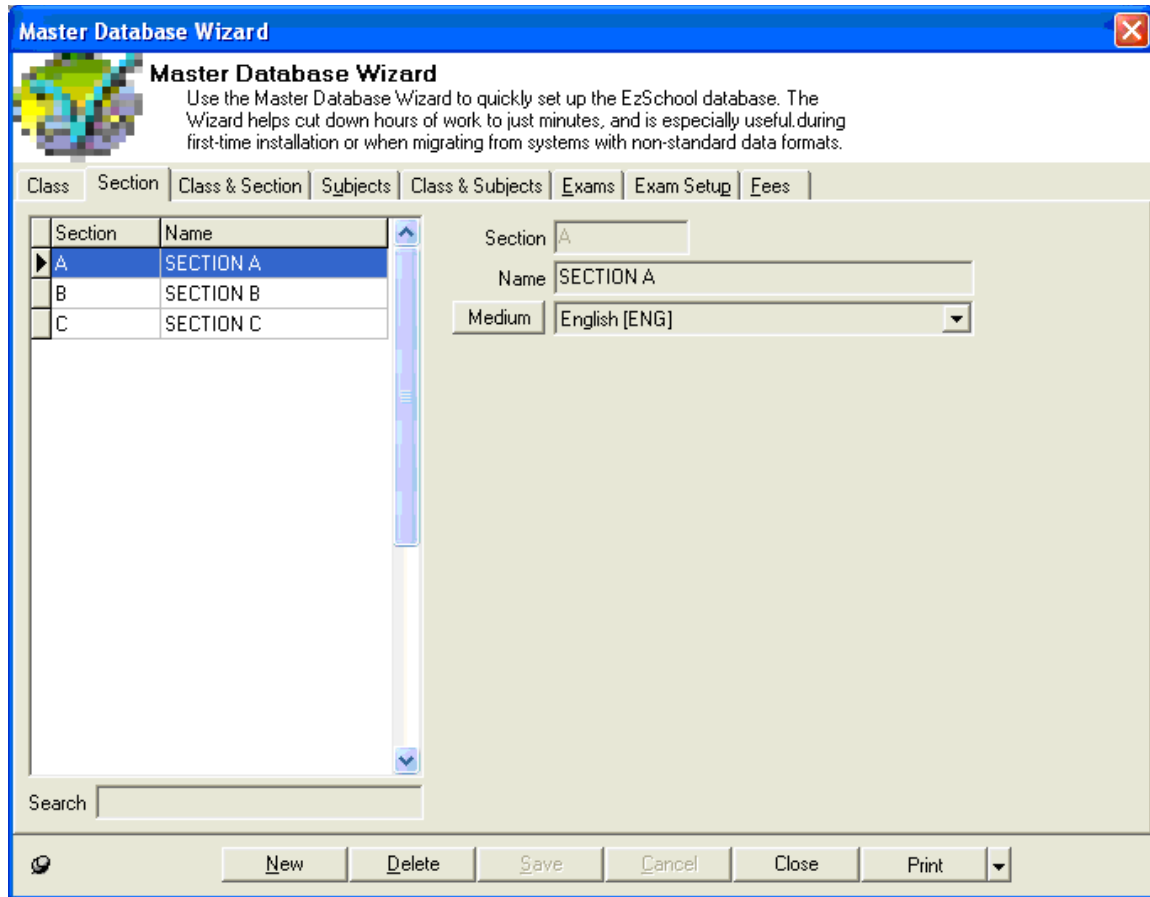 Master Database Wizard
Master Database Wizard
Use the Master Database Wizard to quickly set up the EzSchool database. The
Wizard helps cut down hours of work to just minutes, and is especially useful.during
first-time installation or when migrating from systems with non-standard data formats.
Class Section Class & Section Subjects Class & Subjects Exams Exam Setup Fees
Section Name
A SECTION A
B SECTION B
C SECTION C
Section A
Name SECTION A
Medium English [ENG]
Search
New Delete Save Cancel Close Print